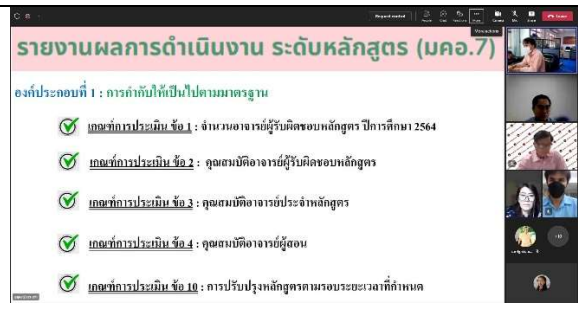 รายงานผลการดำเนินงาน ระดับหลักสูตร (มคอ.7)
องค์ประกอบที่ 1 : การกำกับให้เป็นไปตามมาตรฐาน
เกณฑ์การประเมิน ข้อ 1 : จำนวนอาจารย์ผู้รับผิดชอบหลักสูตร ปีการศึกษา 2564
เกณฑ์การประเมิน ข้อ 2 : คุณสมบัติอาจารย์ผู้รับผิดชอบหลักสูตร
เกณฑ์การประเมิน ข้อ 3 : คุณสมบัติอาจารย์ประจำหลักสูตร
เกณฑ์การประเมิน ข้อ 4 : คุณสมบัติอาจารย์ผู้สอน
เกณฑ์การประเมิน ข้อ 10 : การปรับปรุงหลักสูตรตามรอบระยะเวลาที่กำหนด